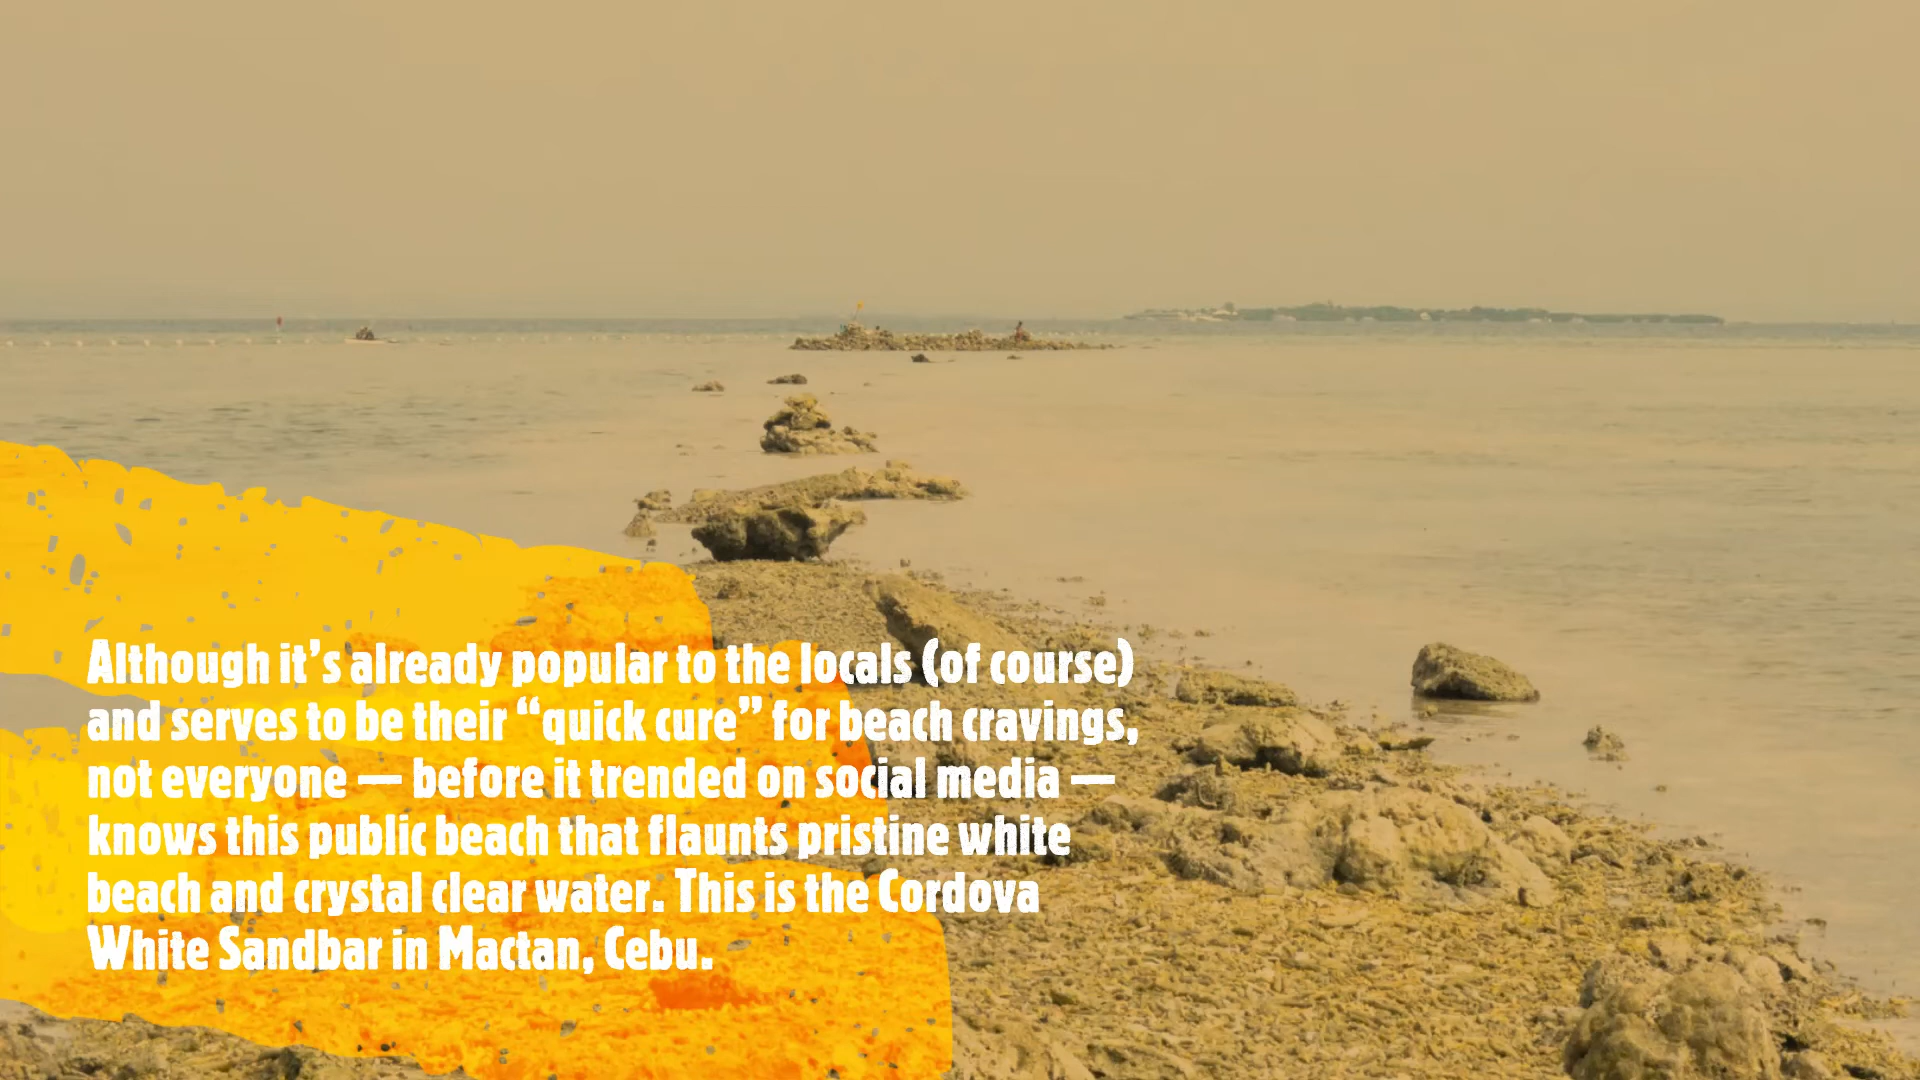 Although it’s already popular to the locals (of course)
and serves to be their “quick cure” for beach cravings,
not everyone — before it trended on social media —
knows this public beach that flaunts pristine white
beach and crystal clear water. This is the Cordova
White Sandbar in Mactan, Cebu.